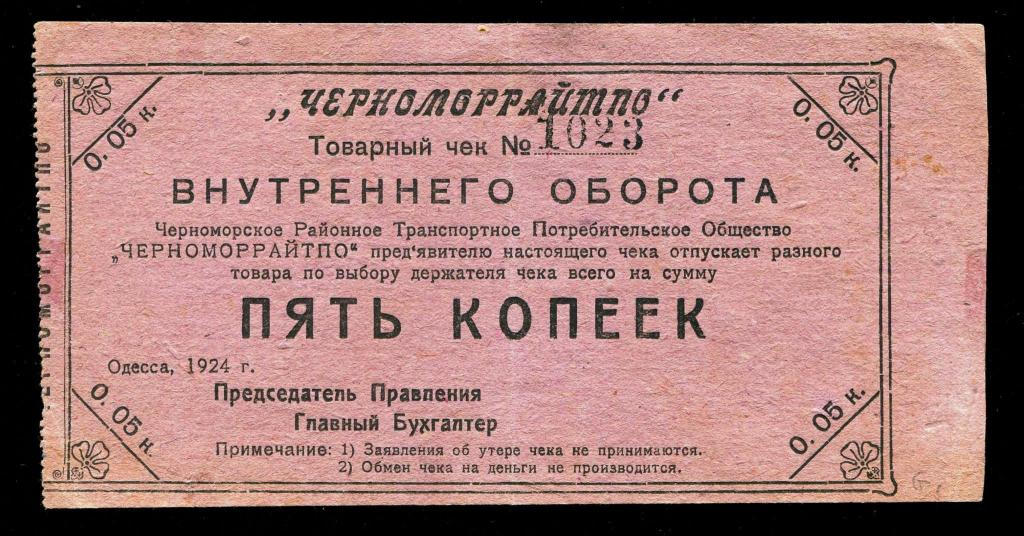 „ЧЕРНОМОРРАЙТПО“
Товарный чек № 1023
ВНУТРЕННЕГО ОБОРОТА
Черноморское Районное Транспортное Потребительское Общество
„ЧЕРНОМОРРАЙТПО“ пред'явителю настоящего чека отпускает разного
товара по выбору держателя чека всего на сумму
ПЯТЬ КОПЕЕК
Одесса, 1924 г.
Председатель Правления
Главный Бухгалтер
Примечание: 1) Заявления об утере чека не принимаются.
2) Обмен чека на деньги не производится.
0. 05 к.
0. 05 к.
0. 05 к.
0. 05 к.